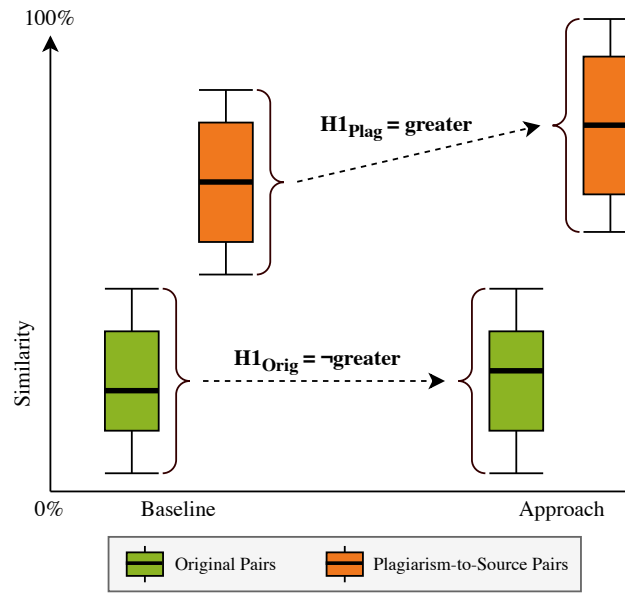 100%
H1Plag = greater
H1Orig = ¬greater
Similarity
0%
Baseline
Approach
Original Pairs
Plagiarism-to-Source Pairs